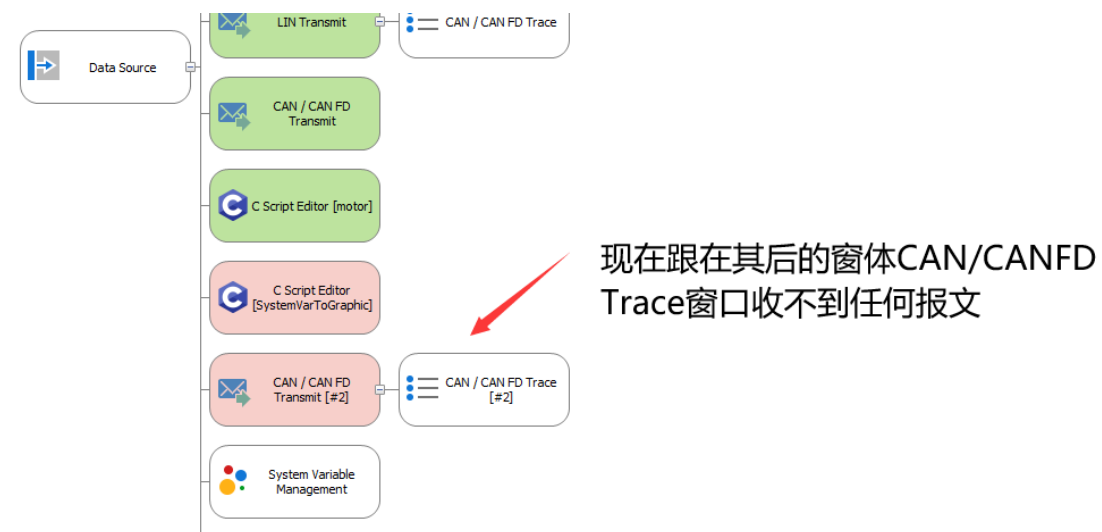 LIN Transmit
CAN / CAN FD Trace
Data Source
CAN / CAN FD
Transmit
C Script Editor [motor]
现在跟在其后的窗体CAN/CANFD
Trace窗口收不到任何报文
C Script Editor
[SystemVarToGraphic]
CAN / CAN FD
Transmit [#2]
CAN / CAN FD Trace
[#2]
System Variable
Management